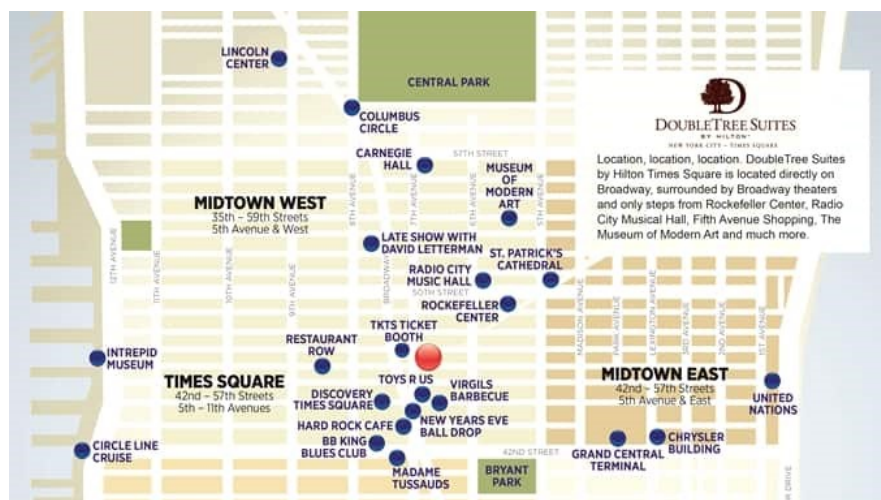 LINCOLN
CENTER
CENTRAL PARK
COLUMBUS
CIRCLE
DOUBLETREE SUITES
BY HILTON™
NEW YORK CITY – TIMES SQUARE
Location, location, location. DoubleTree Suites
by Hilton Times Square is located directly on
Broadway, surrounded by Broadway theaters
and only steps from Rockefeller Center, Radio
City Musical Hall, Fifth Avenue Shopping, The
Museum of Modern Art and much more.
CARNEGIE
HALL
57TH STREET
MUSEUM
OF
MODERN
ART
MIDTOWN WEST
35th – 59th Streets
5th Avenue & West
8TH AVENUE
7TH AVENUE
6TH AVENUE
5TH AVENUE
12TH AVENUE
11TH AVENUE
10TH AVENUE
9TH AVENUE
BROADWAY
LATE SHOW WITH
DAVID LETTERMAN
ST. PATRICK'S
CATHEDRAL
RADIO CITY
MUSIC HALL
50TH STREET
ROCKEFELLER
CENTER
MADISON AVENUE
PARK AVENUE
LEXINGTON AVENUE
3RD AVENUE
2ND AVENUE
1ST AVENUE
TKTS TICKET
BOOTH
RESTAURANT
ROW
INTREPID
MUSEUM
TIMES SQUARE
42nd – 57th Streets
5th – 11th Avenues
TOYS R US
VIRGILS
BARBECUE
DISCOVERY
TIMES SQUARE
MIDTOWN EAST
42nd – 57th Streets
5th Avenue & East
UNITED
NATIONS
HARD ROCK CAFE
NEW YEARS EVE
BALL DROP
BB KING
BLUES CLUB
CIRCLE LINE
CRUISE
MADAME
TUSSAUDS
42ND STREET
BRYANT
PARK
GRAND CENTRAL
TERMINAL
CHRYSLER
BUILDING
DRIVE